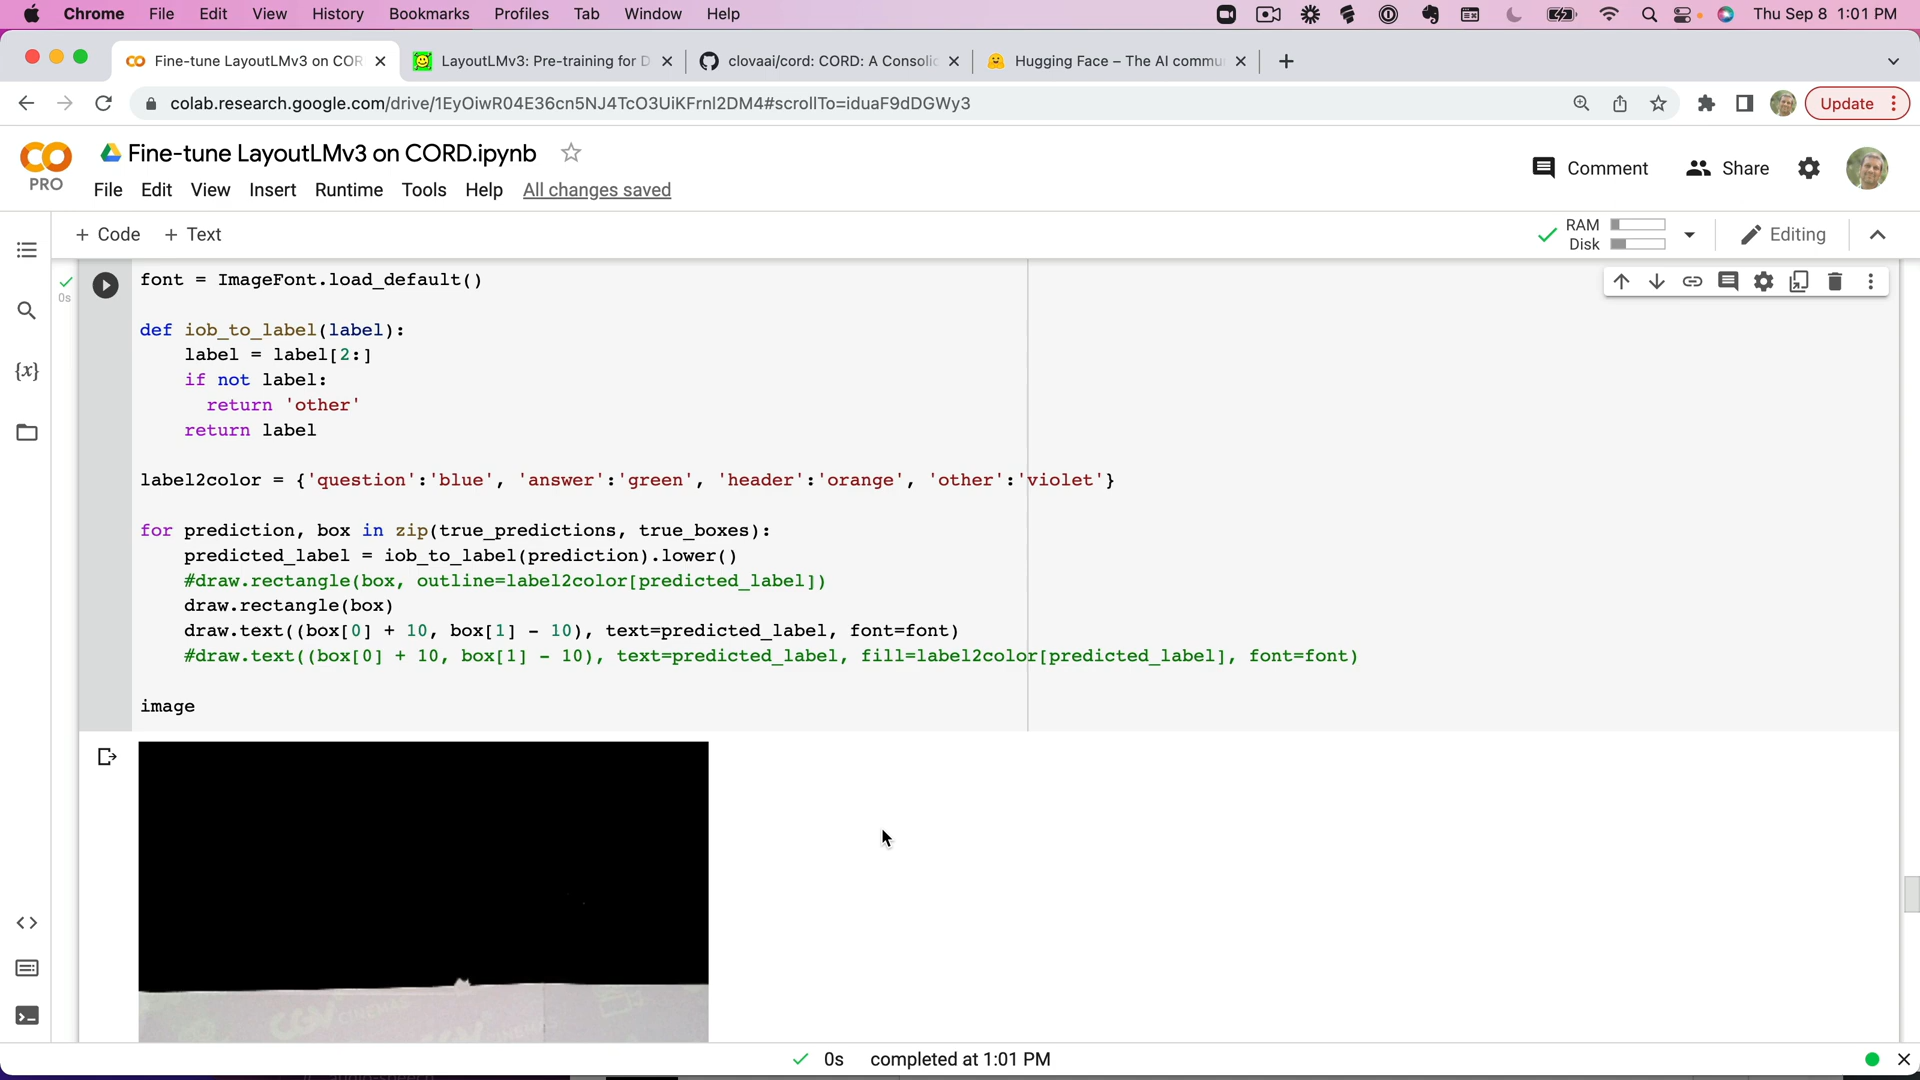 Chrome File Edit View History Bookmarks Profiles Tab Window Help Thu Sep 8 1:01 PM
Fine-tune LayoutLMv3 on COR LayoutLMv3: Pre-training for D clovaai/cord: CORD: A Consolic Hugging Face – The AI commu
colab.research.google.com/drive/1EyOiwR04E36cn5NJ4TcO3UiKFrnl2DM4#scrollTo=iduaF9dDGWy3 Update
PRO Fine-tune LayoutLMv3 on CORD.ipynb Comment Share
File Edit View Insert Runtime Tools Help All changes saved
+ Code + Text RAM Disk Editing
0s
font = ImageFont.load_default()
def iob_to_label(label):
label = label[2:]
if not label:
return 'other'
return label
label2color = {'question':'blue', 'answer':'green', 'header':'orange', 'other':'violet'}
for prediction, box in zip(true_predictions, true_boxes):
predicted_label = iob_to_label(prediction).lower()
#draw.rectangle(box, outline=label2color[predicted_label])
draw.rectangle(box)
draw.text((box[0] + 10, box[1] - 10), text=predicted_label, font=font)
#draw.text((box[0] + 10, box[1] - 10), text=predicted_label, fill=label2color[predicted_label], font=font)
image
CGV CINEMAS
0s completed at 1:01 PM